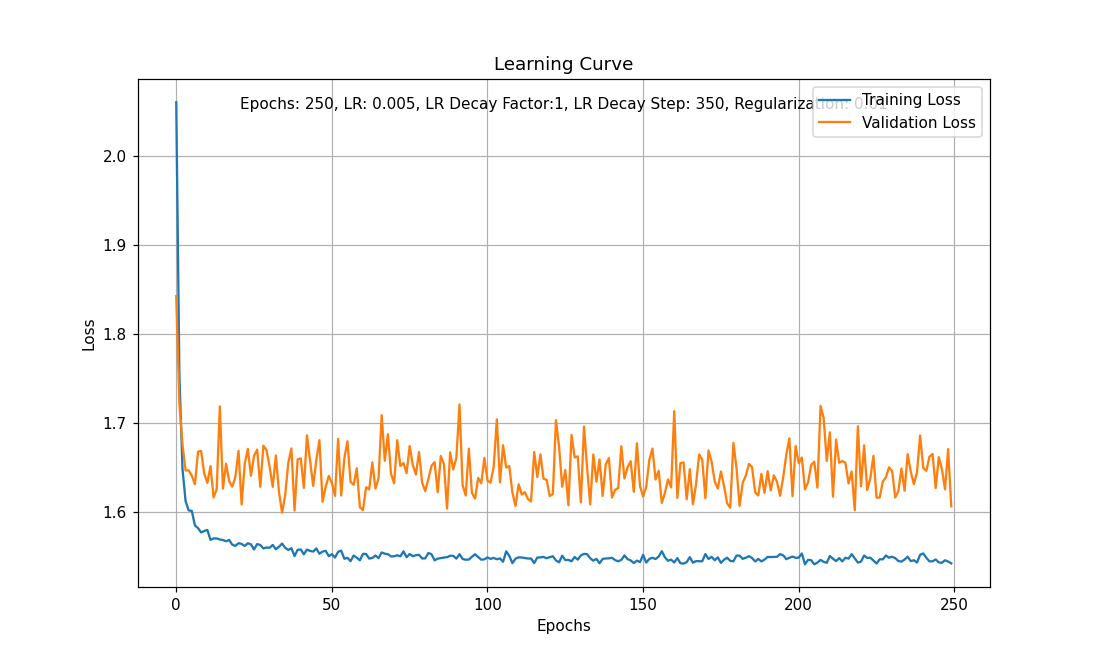 Learning Curve
Epochs: 250, LR: 0.005, LR Decay Factor:1, LR Decay Step: 350, Regularization: 0.01
Training Loss
Validation Loss
2.0
1.9
1.8
1.7
1.6
Loss
0 50 100 150 200 250
Epochs